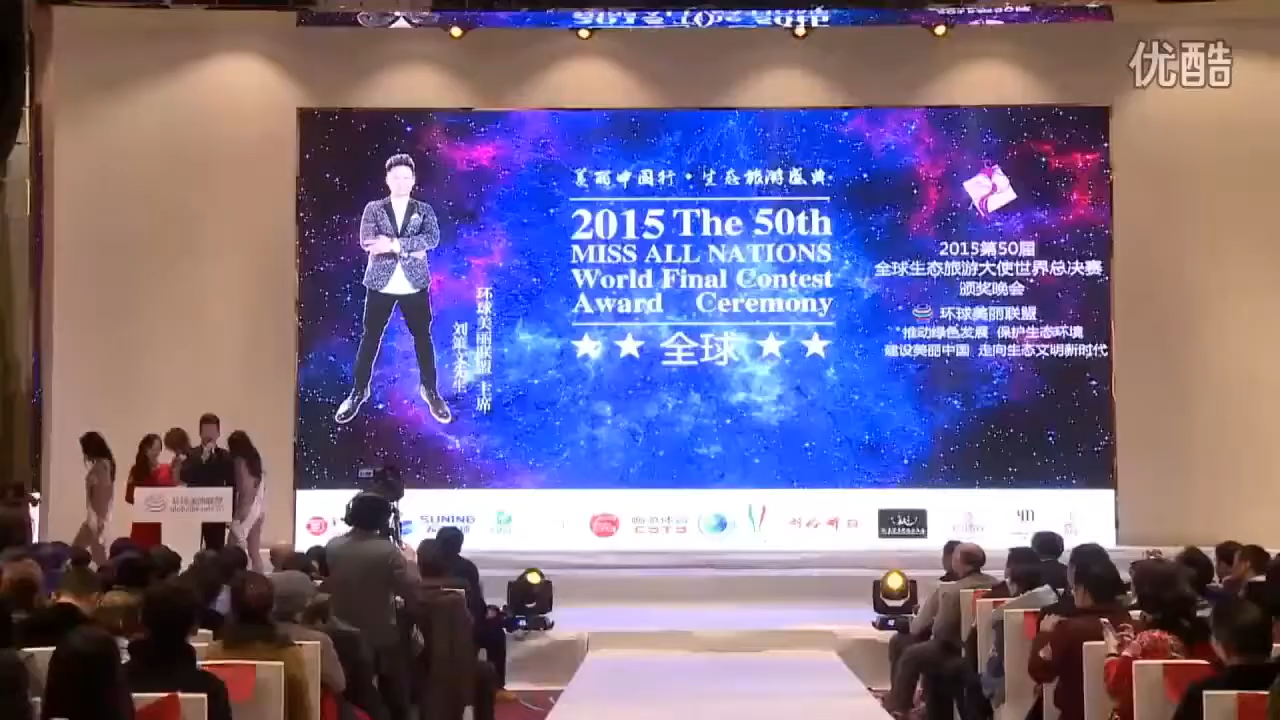 优酷
美丽中国行·生态旅游盛典
2015 The 50th
MISS ALL NATIONS
World Final Contest
Award Ceremony
全球
环球美丽联盟 主席
2015第50届
全球生态旅游大使世界总决赛
颁奖晚会
环球美丽联盟
推动绿色发展 保护生态环境
建设美丽中国 走向生态文明新时代
SUNING